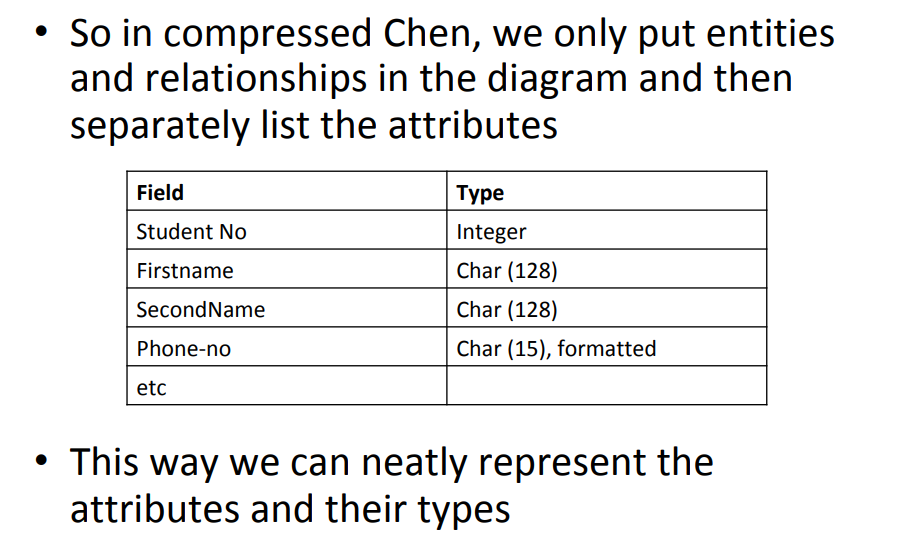 • So in compressed Chen, we only put entities
and relationships in the diagram and then
separately list the attributes
Field Type
Student No Integer
Firstname Char (128)
SecondName Char (128)
Phone-no Char (15), formatted
etc
• This way we can neatly represent the
attributes and their types